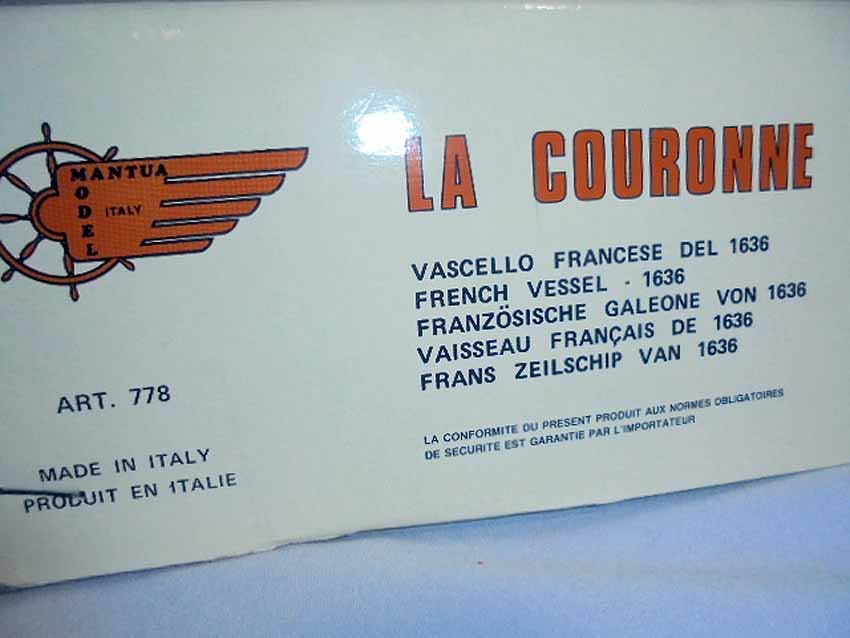 MANTUA
MODEL
ITALY
LA COURONNE
VASCELLO FRANCESE DEL 1636
FRENCH VESSEL - 1636
FRANZÖSISCHE GALEONE VON 1636
VAISSEAU FRANÇAIS DE 1636
FRANS ZEILSCHIP VAN 1636
ART. 778
LA CONFORMITE DU PRESENT PRODUIT AUX NORMES OBLIGATOIRES
DE SECURITE EST GARANTIE PAR L'IMPORTATEUR
MADE IN ITALY
PRODUIT EN ITALIE